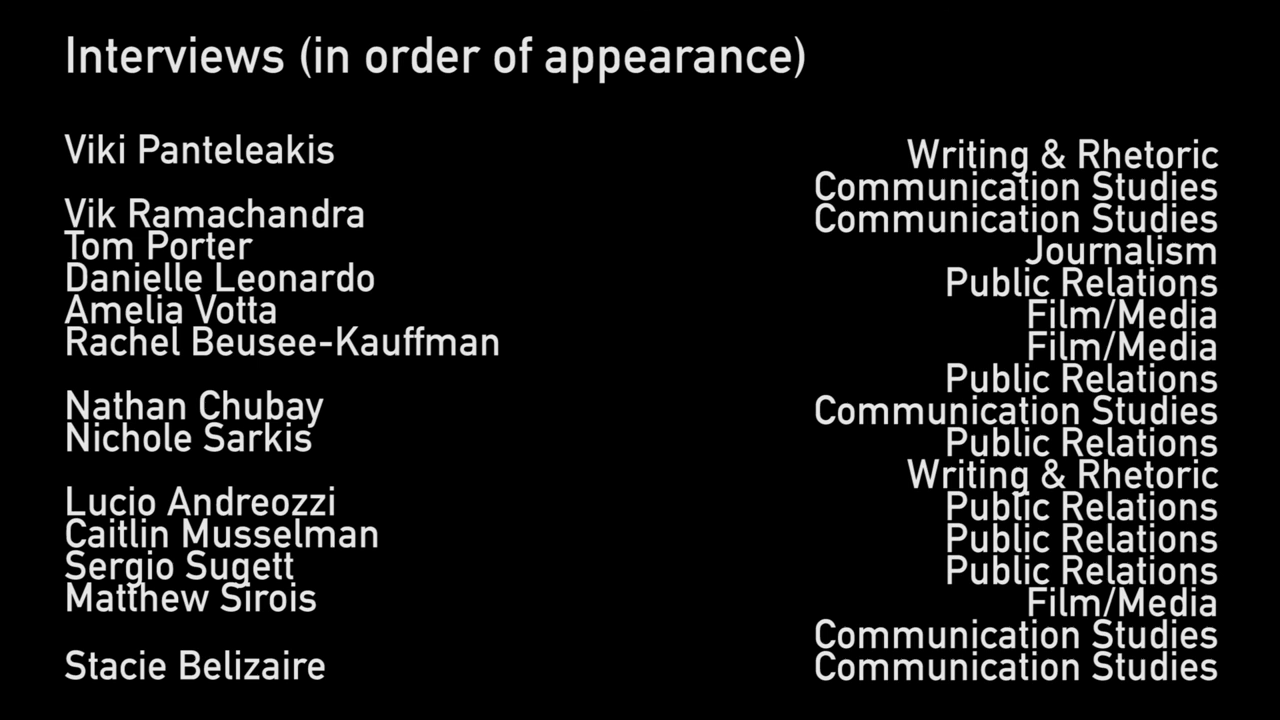 Interviews (in order of appearance)
Viki Panteleakis Writing & Rhetoric
Communication Studies
Vik Ramachandra Communication Studies
Tom Porter Journalism
Danielle Leonardo Public Relations
Amelia Votta Film/Media
Rachel Beusee-Kauffman Film/Media
Public Relations
Nathan Chubay Communication Studies
Nichole Sarkis Public Relations
Writing & Rhetoric
Lucio Andreozzi Public Relations
Caitlin Musselman Public Relations
Sergio Sugett Public Relations
Matthew Sirois Film/Media
Communication Studies
Stacie Belizaire Communication Studies